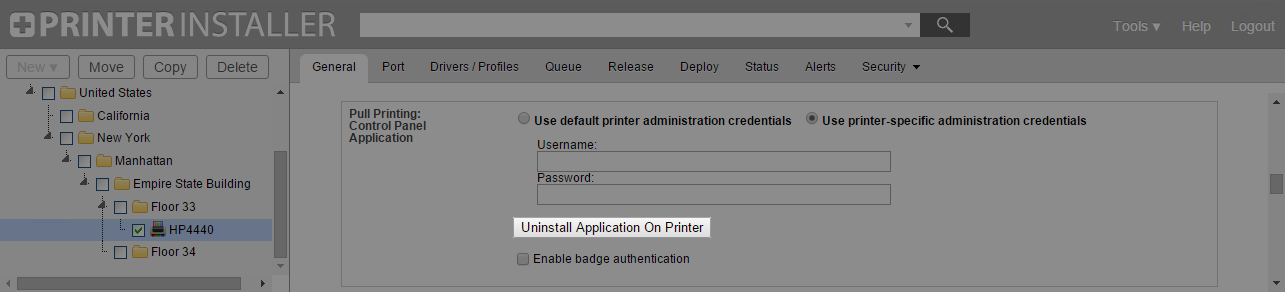 PRINTER INSTALLER
Tools ▾ Help Logout
New ▾ Move Copy Delete
General Port Drivers / Profiles Queue Release Deploy Status Alerts Security ▾
United States
California
New York
Manhattan
Empire State Building
Floor 33
HP4440
Floor 34
Pull Printing:
Control Panel
Application
Use default printer administration credentials Use printer-specific administration credentials
Username:
Password:
Uninstall Application On Printer
Enable badge authentication